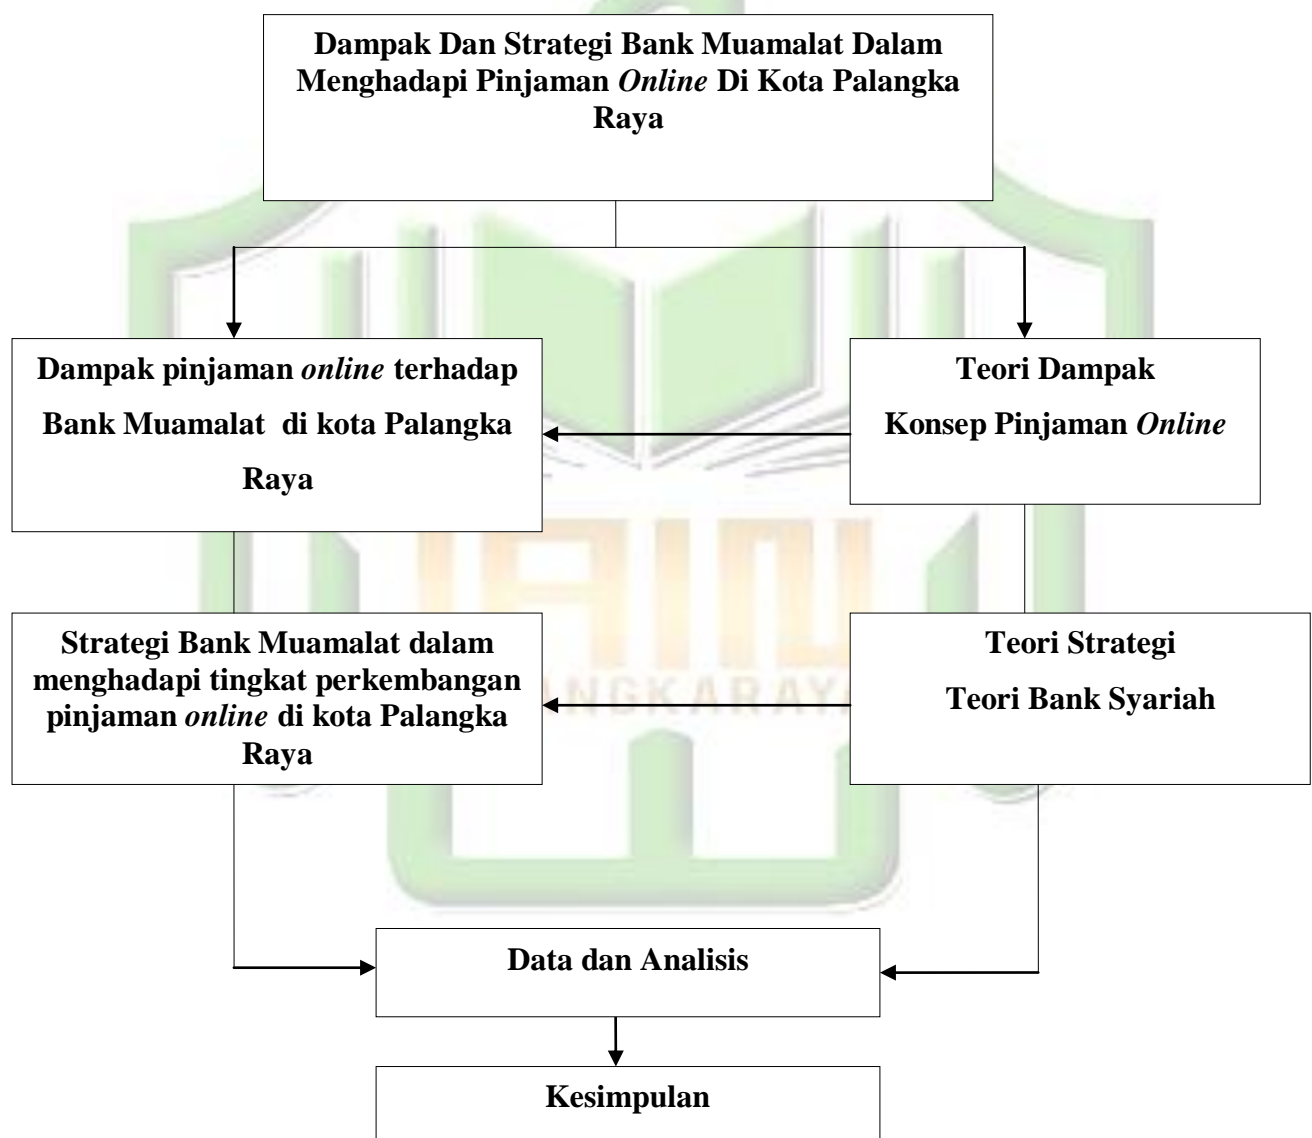 Dampak Dan Strategi Bank Muamalat Dalam
Menghadapi Pinjaman Online Di Kota Palangka
Raya
Dampak pinjaman online terhadap
Bank Muamalat di kota Palangka
Raya
Teori Dampak
Konsep Pinjaman Online
Strategi Bank Muamalat dalam
menghadapi tingkat perkembangan
pinjaman online di kota Palangka
Raya
Teori Strategi
Teori Bank Syariah
IAIN
NGKARAYA
Data dan Analisis
Kesimpulan